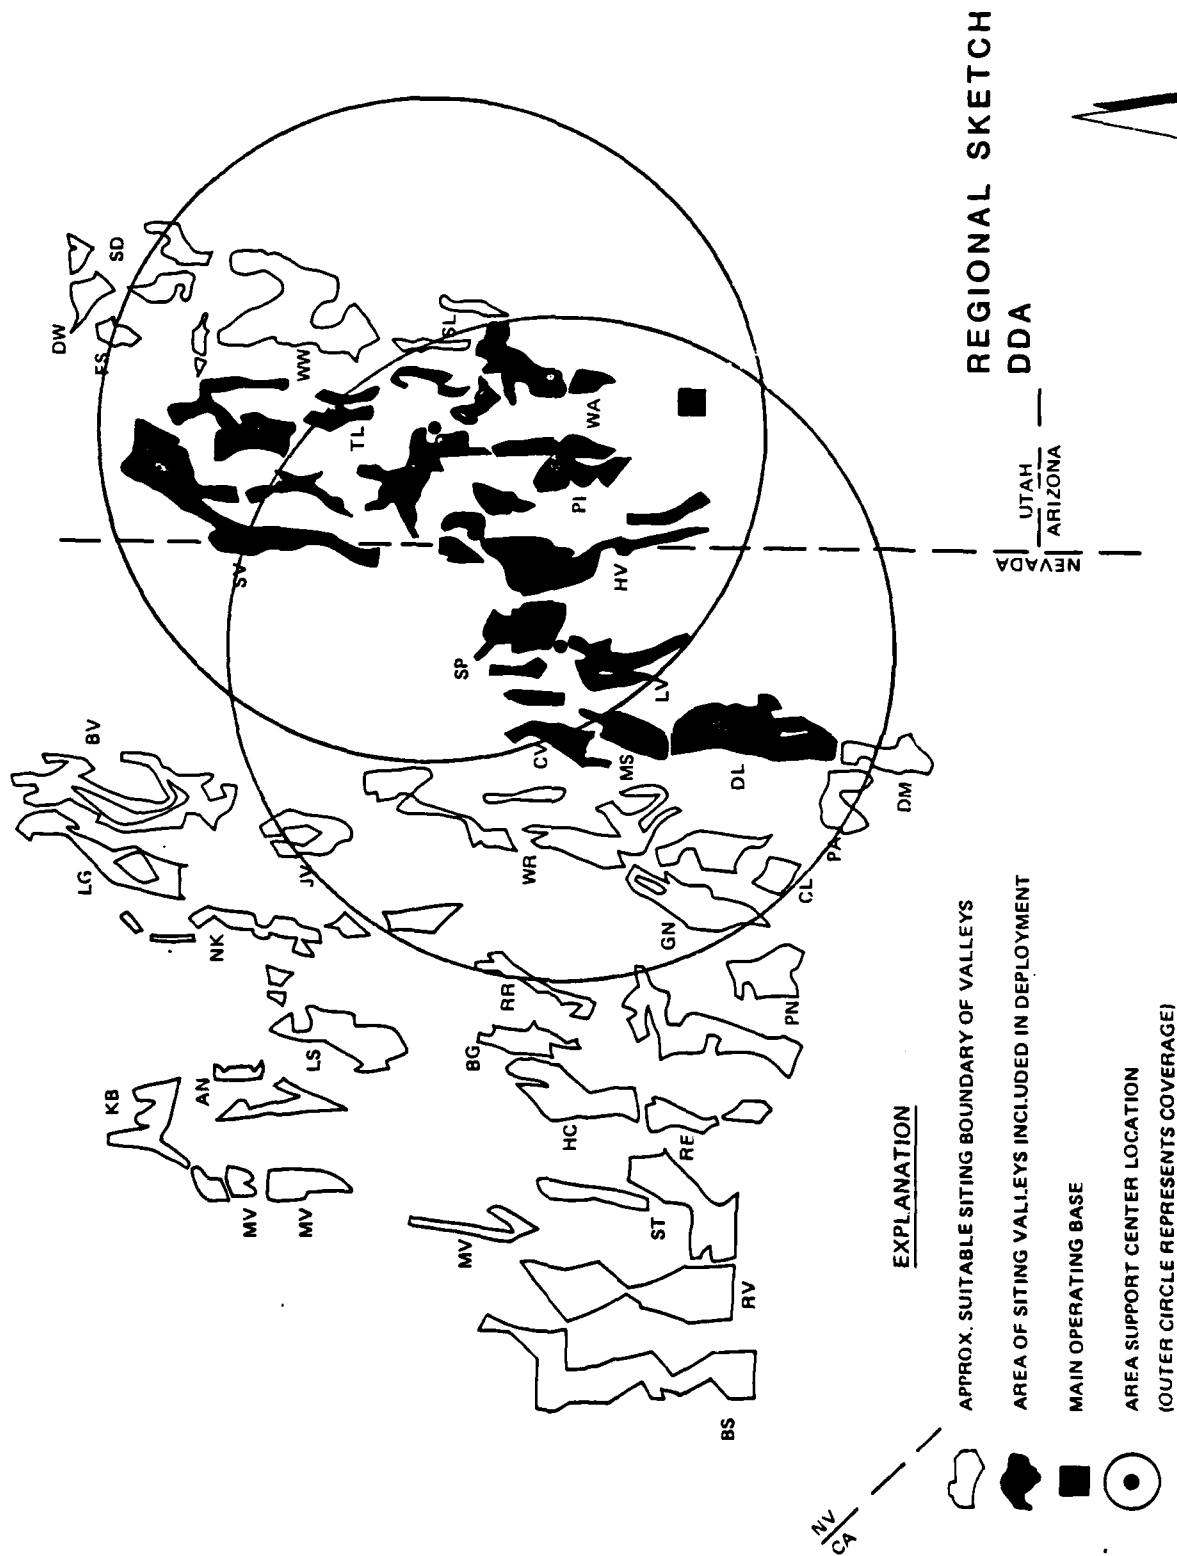 REGIONAL SKETCH
DDA
DW
SD
FS
WW
SL
TL
WA
PI
SV
HV
SP
LV
CV
MS
DL
DM
PA
BV
LG
JV
WR
CL
GN
NK
RR
PN
LS
BG
AN
KB
HC
RE
MV
MV
MV
ST
RV
BS
NEVADA
UTAH
ARIZONA
NV
CA
EXPLANATION
APPROX. SUITABLE SITING BOUNDARY OF VALLEYS
AREA OF SITING VALLEYS INCLUDED IN DEPLOYMENT
MAIN OPERATING BASE
AREA SUPPORT CENTER LOCATION
(OUTER CIRCLE REPRESENTS COVERAGE)